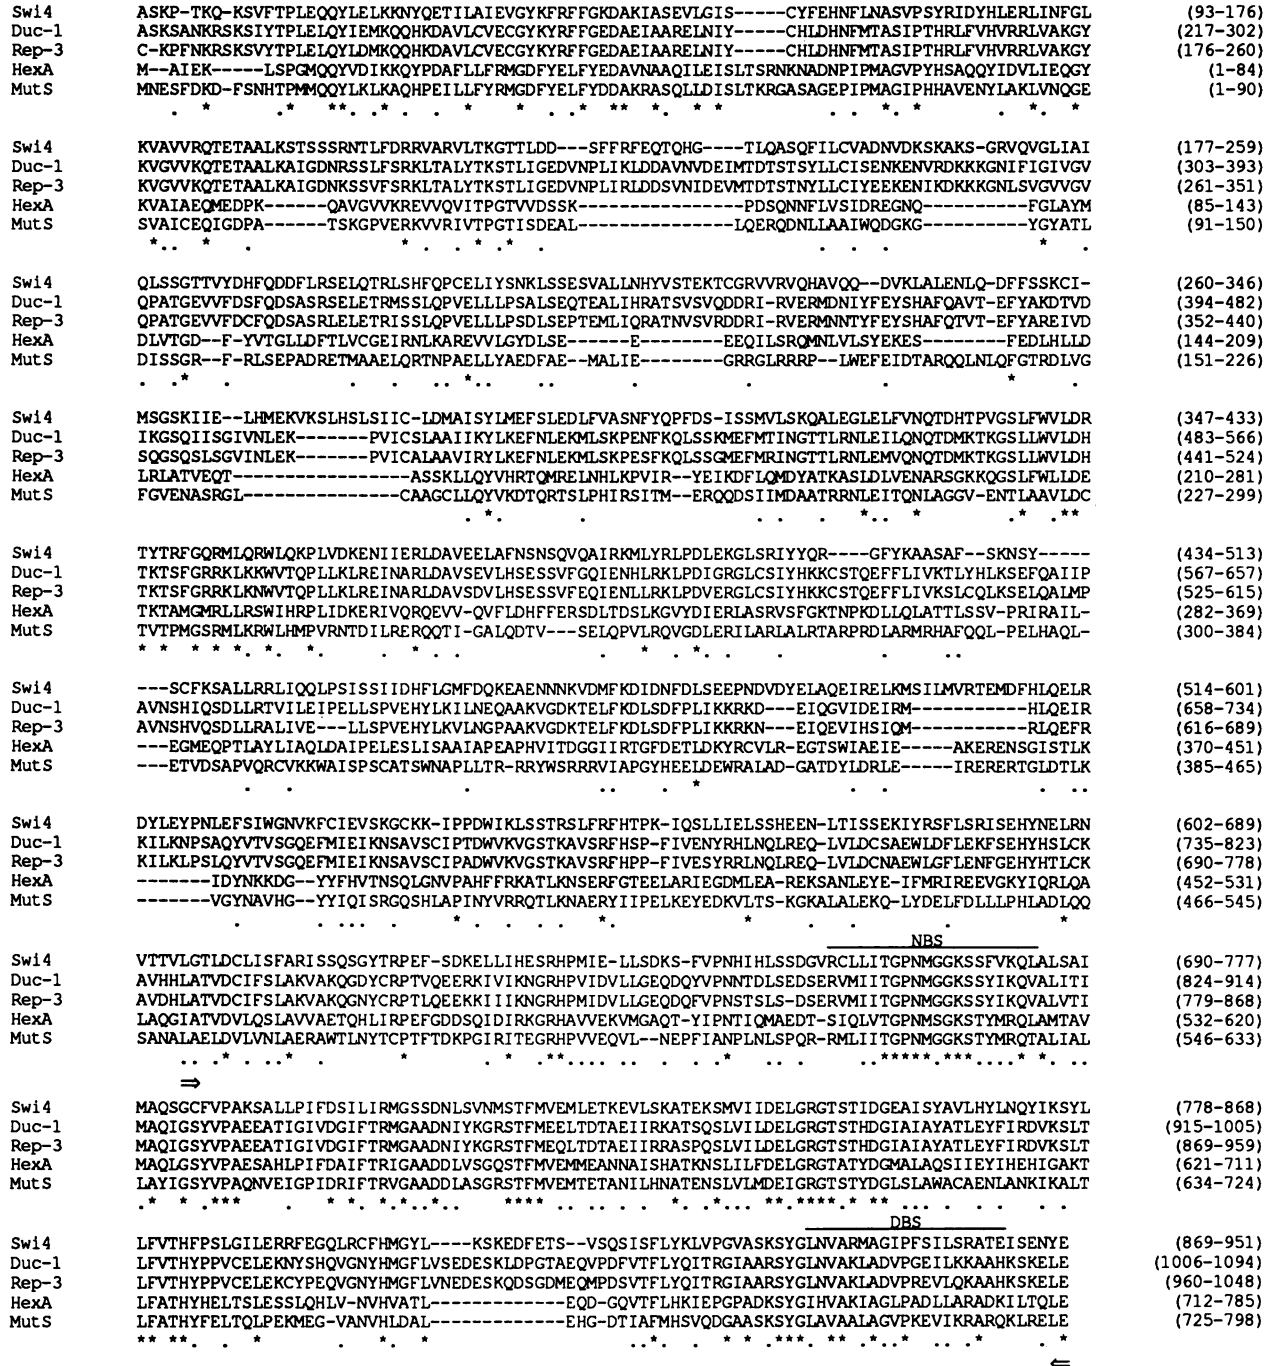 Swi4 ASKP-TKQ-KSVFTPLEQQYLELKKNYQETILAIEVGYKFRFFGKDAKIASEVLGIS-----CYFEHNFLNASVPSYRIDYHLERLINFGL (93-176)
Duc-1 ASKSANKRSKSIYTPLELQYIEMKQQHKDAVLCVECGYKYRFFGEDAEIAARELNIY-----CHLDHNFMTASIPTHRLFVHVRRLVAKGY (217-302)
Rep-3 C-KPFNKRSKSVYTPLELQYLDMKQQHKDAVLCVECGYKYRFFGEDAEIAARELNIY-----CHLDHNFMTASIPTHRLFVHVRRLVAKGY (176-260)
HexA M--AIEK-----LSPGMQQYVDIKKQYPDAFLLFRMGDFYELFYEDAVNAAQILEISLTSRNKNADNPIPMAGVPYHSAQQYIDVLIEQGY (1-84)
MutS MNESFDKD-FSNHTPMMQQYLKLKAQHPEILLFYRMGDFYELFYDDAKRASQLLDISLTKRGASAGEPIPMAGIPHHAVENYLAKLVNQGE (1-90)
Swi4 KVAVVRQTETAALKSTSSSRNTLFDRRVARVLTKGTTLDD---SFFRFEQTQHG----TLQASQFILCVADNVDKSKAKS-GRVQVGLIAI (177-259)
Duc-1 KVGVVKQTETAALKAIGDNRSSLFSRKLTALYTKSTLIGEDVNPLIKLDDAVNVDEIMTDTSTSYLLCISENKENVRDKKKGNIFIGIVGV (303-393)
Rep-3 KVGVVKQTETAALKAIGDNKSSVFSRKLTALYTKSTLIGEDVNPLIRLDDSVNIDEVMTDTSTNYLLCIYEEKENIKDKKKGNLSVGVVGV (261-351)
HexA KVAIAEQMEDPK------QAVGVVKREVVQVITPGTVVDSSK---------------PDSQNNFLVSIDREGNQ-------FGLAYM (85-143)
MutS SVAICEQIGDPA------TSKGPVERKVVRIVTPGTISDEAL---------------LQERQDNLLAAIWQDGKG----------YGYATL (91-150)
Swi4 QLSSGTTVYDHFQDDFLRSELQTRLSHFQPCELIYSNKLSSESVALLNHYVSTEKTCGRVVRVQHAVQQ--DVKLALENLQ-DFFSSKCI- (260-346)
Duc-1 QPATGEVVFDSFQDSASRSELETRMSSLQPVELLLPSALSEQTEALIHRATSVSVQDDRI-RVERMDNIYFEYSHAFQAVT-EFYAKDTVD (394-482)
Rep-3 QPATGEVVFDCFQDSASRLELETRISSLQPVELLLPSDLSEPTEMLIQRATNVSVRDDRI-RVERMNNTYFEYSHAFQTVT-EFYAREIVD (352-440)
HexA DLVTGD--F-YVTGLLDFTLVCGEIRNLKAREVVLGYDLSE-----E--------EEQILSRQMNLVLSYEKES------FEDLHLLD (144-209)
MutS DISSGR--F-RLSEPADRETMAAELQRTNPAELLYAEDFAE--MALIE-------GRRGLRRRP--LWEFEIDTARQQLNLQFGTRDLVG (151-226)
Swi4 MSGSKIIE--LHMEKVKSLHSLSIIC-LDMAISYLMEFSLEDLFVASNFYQPFDS-ISSMVLSKQALEGLELFVNQTDHTPVGSLFWVLDR (347-433)
Duc-1 IKGSQIISGIVNLEK-------PVICSLAAIIKYLKEFNLEKMLSKPENFKQLSSKMEFMTINGTTLRNLEILQNQTDMKTKGSLLWVLDH (483-566)
Rep-3 SQGSQSLSGVINLEK-------PVICALAAVIRYLKEFNLEKMLSKPESFKQLSSGMEFMRINGTTLRNLEMVQNQTDMKTKGSLLWVLDH (441-524)
HexA LRLATVEQT----------------ASSKLLQYVHRTQMRELNHLKPVIR--YEIKDFLQMDYATKASLDLVENARSGKKQGSLFWLLDE (210-281)
MutS FGVENASRGL---------------CAAGCLLQYVKDTQRTSLPHIRSITM--ERQQDSIIMDAATRRNLEITQNLAGGV-ENTLAAVLDC (227-299)
Swi4 TYTRFGQRMLQRWLQKPLVDKENIIERLDAVEELAFNSNSQVQAIRKMLYRLPDLEKGLSRIYYQR----GFYKAASAF--SKNSY----- (434-513)
Duc-1 TKTSFGRRKLKKWVTQPLLKLREINARLDAVSEVLHSESSVFGQIENHLRKLPDIGRGLCSIYHKKCSTQEFFLIVKTLYHLKSEFQAIIP (567-657)
Rep-3 TKTSFGRRKLKNWVTQPLLKLREINARLDAVSDVLHSESSVFEQIENLLRKLPDVERGLCSIYHKKCSTQEFFLIVKSLCQLKSELQALMP (525-615)
HexA TKTAMGMRLLRSWIHRPLIDKERIVQRQEVV-QVFLDHFFERSDLTDSLKGVYDIERLASRVSFGKTNPKDLLQLATTLSSV-PRIRAIL- (282-369)
MutS TVTPMGSRMLKRWLHMPVRNTDILRERQQTI-GALQDTV---SELQPVLRQVGDLERILARLALRTARPRDLARMRHAFQQL-PELHAQL- (300-384)
Swi4 ---SCFKSALLRRLIQQLPSISSIIDHFLGMFDQKEAENNNKVDMFKDIDNFDLSEEPNDVDYELAQEIRELKMSILMVRTEMDFHLQELR (514-601)
Duc-1 AVNSHIQSDLLRTVILEIPELLSPVEHYLKILNEQAAKVGDKTELFKDLSDFPLIKKRKD---EIQGVIDEIRM-----------HLQEIR (658-734)
Rep-3 AVNSHVQSDLLRALIVE---LLSPVEHYLKVLNGPAAKVGDKTELFKDLSDFPLIKKRKN---EIQEVIHSIQM-----------RLQEFR (616-689)
HexA ---EGMEQPTLAYLIAQLDAIPELESLISAAIAPEAPHVITDGGIIRTGFDETLDKYRCVLR-EGTSWIAEIE-----AKERENSGISTLK (370-451)
MutS ---ETVDSAPVQRCVKKWAISPSCATSWNAPLLTR-RRYWSRRRVIAPGYHEELDEWRALAD-GATDYLDRLE-----IRERERTGLDTLK (385-465)
Swi4 DYLEYPNLEFSIWGNVKFCIEVSKGCKK-IPPDWIKLSSTRSLFRFHTPK-IQSLLIELSSHEEN-LTISSEKIYRSFLSRISEHYNELRN (602-689)
Duc-1 KILKNPSAQYVTVSGQEFMIEIKNSAVSCIPTDWVKVGSTKAVSRFHSP-FIVENYRHLNQLREQ-LVLDCSAEWLDFLEKFSEHYHSLCK (735-823)
Rep-3 KILKLPSLQYVTVSGQEFMIEIKNSAVSCIPADWVKVGSTKAVSRFHPP-FIVESYRRLNQLREQ-LVLDCNAEWLGFLENFGEHYHTLCK (690-778)
HexA -------IDYNKKDG--YYFHVTNSQLGNVPAHFFRKATLKNSERFGTEELARIEGDMLEA-REKSANLEYE-IFMRIREEVGKYIQRLQA (452-531)
MutS -------VGYNAVHG--YYIQISRGQSHLAPINYVRRQTLKNAERYIIPELKEYEDKVLTS-KGKALALEKQ-LYDELFDLLLPHLADLQQ (466-545)
NBS
Swi4 VTTVLGTLDCLISFARISSQSGYTRPEF-SDKELLIHESRHPMIE-LLSDKS-FVPNHIHLSSDGVRCLLITGPNMGGKSSFVKQLALSAI (690-777)
Duc-1 AVHHLATVDCIFSLAKVAKQGDYCRPTVQEERKIVIKNGRHPVIDVLLGEQDQYVPNNTDLSEDSERVMIITGPNMGGKSSYIKQVALITI (824-914)
Rep-3 AVDHLATVDCIFSLAKVAKQGNYCRPTLQEEKKIIIKNGRHPMIDVLLGEQDQFVPNSTSLS-DSERVMIITGPNMGGKSSYIKQVALVTI (779-868)
HexA LAQGIATVDVLQSLAVVAETQHLIRPEFGDDSQIDIRKGRHAVVEKVMGAQT-YIPNTIQMAEDT-SIQLVTGPNMSGKSTYMRQLAMTAV (532-620)
MutS SANALAELDVLVNLAERAWTLNYTCPTFTDKPGIRITEGRHPVVEQVL--NEPFIANPLNLSPQR-RMLIITGPNMGGKSTYMRQTALIAL (546-633)
⇒
Swi4 MAQSGCFVPAKSALLPIFDSILIRMGSSDNLSVNMSTFMVEMLETKEVLSKATEKSMVIIDELGRGTSTIDGEAISYAVLHYLNQYIKSYL (778-868)
Duc-1 MAQIGSYVPAEEATIGIVDGIFTRMGAADNIYKGRSTFMEELTDTAEIIRKATSQSLVILDELGRGTSTHDGIAIAYATLEYFIRDVKSLT (915-1005)
Rep-3 MAQIGSYVPAEEATIGIVDGIFTRMGAADNIYKGRSTFMEQLTDTAEIIRRASPQSLVILDELGRGTSTHDGIAIAYATLEYFIRDVKSLT (869-959)
HexA MAQLGSYVPAESAHLPIFDAIFTRIGAADDLVSGQSTFMVEMMEANNAISHATKNSLILFDELGRGTATYDGMALAQSIIEYIHEHIGAKT (621-711)
MutS LAYIGSYVPAQNVEIGPIDRIFTRVGAADDLASGRSTFMVEMTETANILHNATENSLVLMDEIGRGTSTYDGLSLAWACAENLANKIKALT (634-724)
DBS
Swi4 LFVTHFPSLGILERRFEGQLRCFHMGYL----KSKEDFETS--VSQSISFLYKLVPGVASKSYGLNVARMAGIPFSILSRATEISENYE (869-951)
Duc-1 LFVTHYPPVCELEKNYSHQVGNYHMGFLVSEDESKLDPGTAEQVPDFVTFLYQITRGIAARSYGLNVAKLADVPGEILKKAAHKSKELE (1006-1094)
Rep-3 LFVTHYPPVCELEKCYPEQVGNYHMGFLVNEDESKQDSGDMEQMPDSVTFLYQITRGIAARSYGLNVAKLADVPREVLQKAAHKSKELE (960-1048)
HexA LFATHYHELTSLESSLQHLV-NVHVATL-------------EQD-GQVTFLHKIEPGPADKSYGIHVAKIAGLPADLLARADKILTQLE (712-785)
MutS LFATHYFELTQLPEKMEG-VANVHLDAL-------------EHG-DTIAFMHSVQDGAASKSYGLAVAALAGVPKEVIKRARQKLRELE (725-798)
⇐